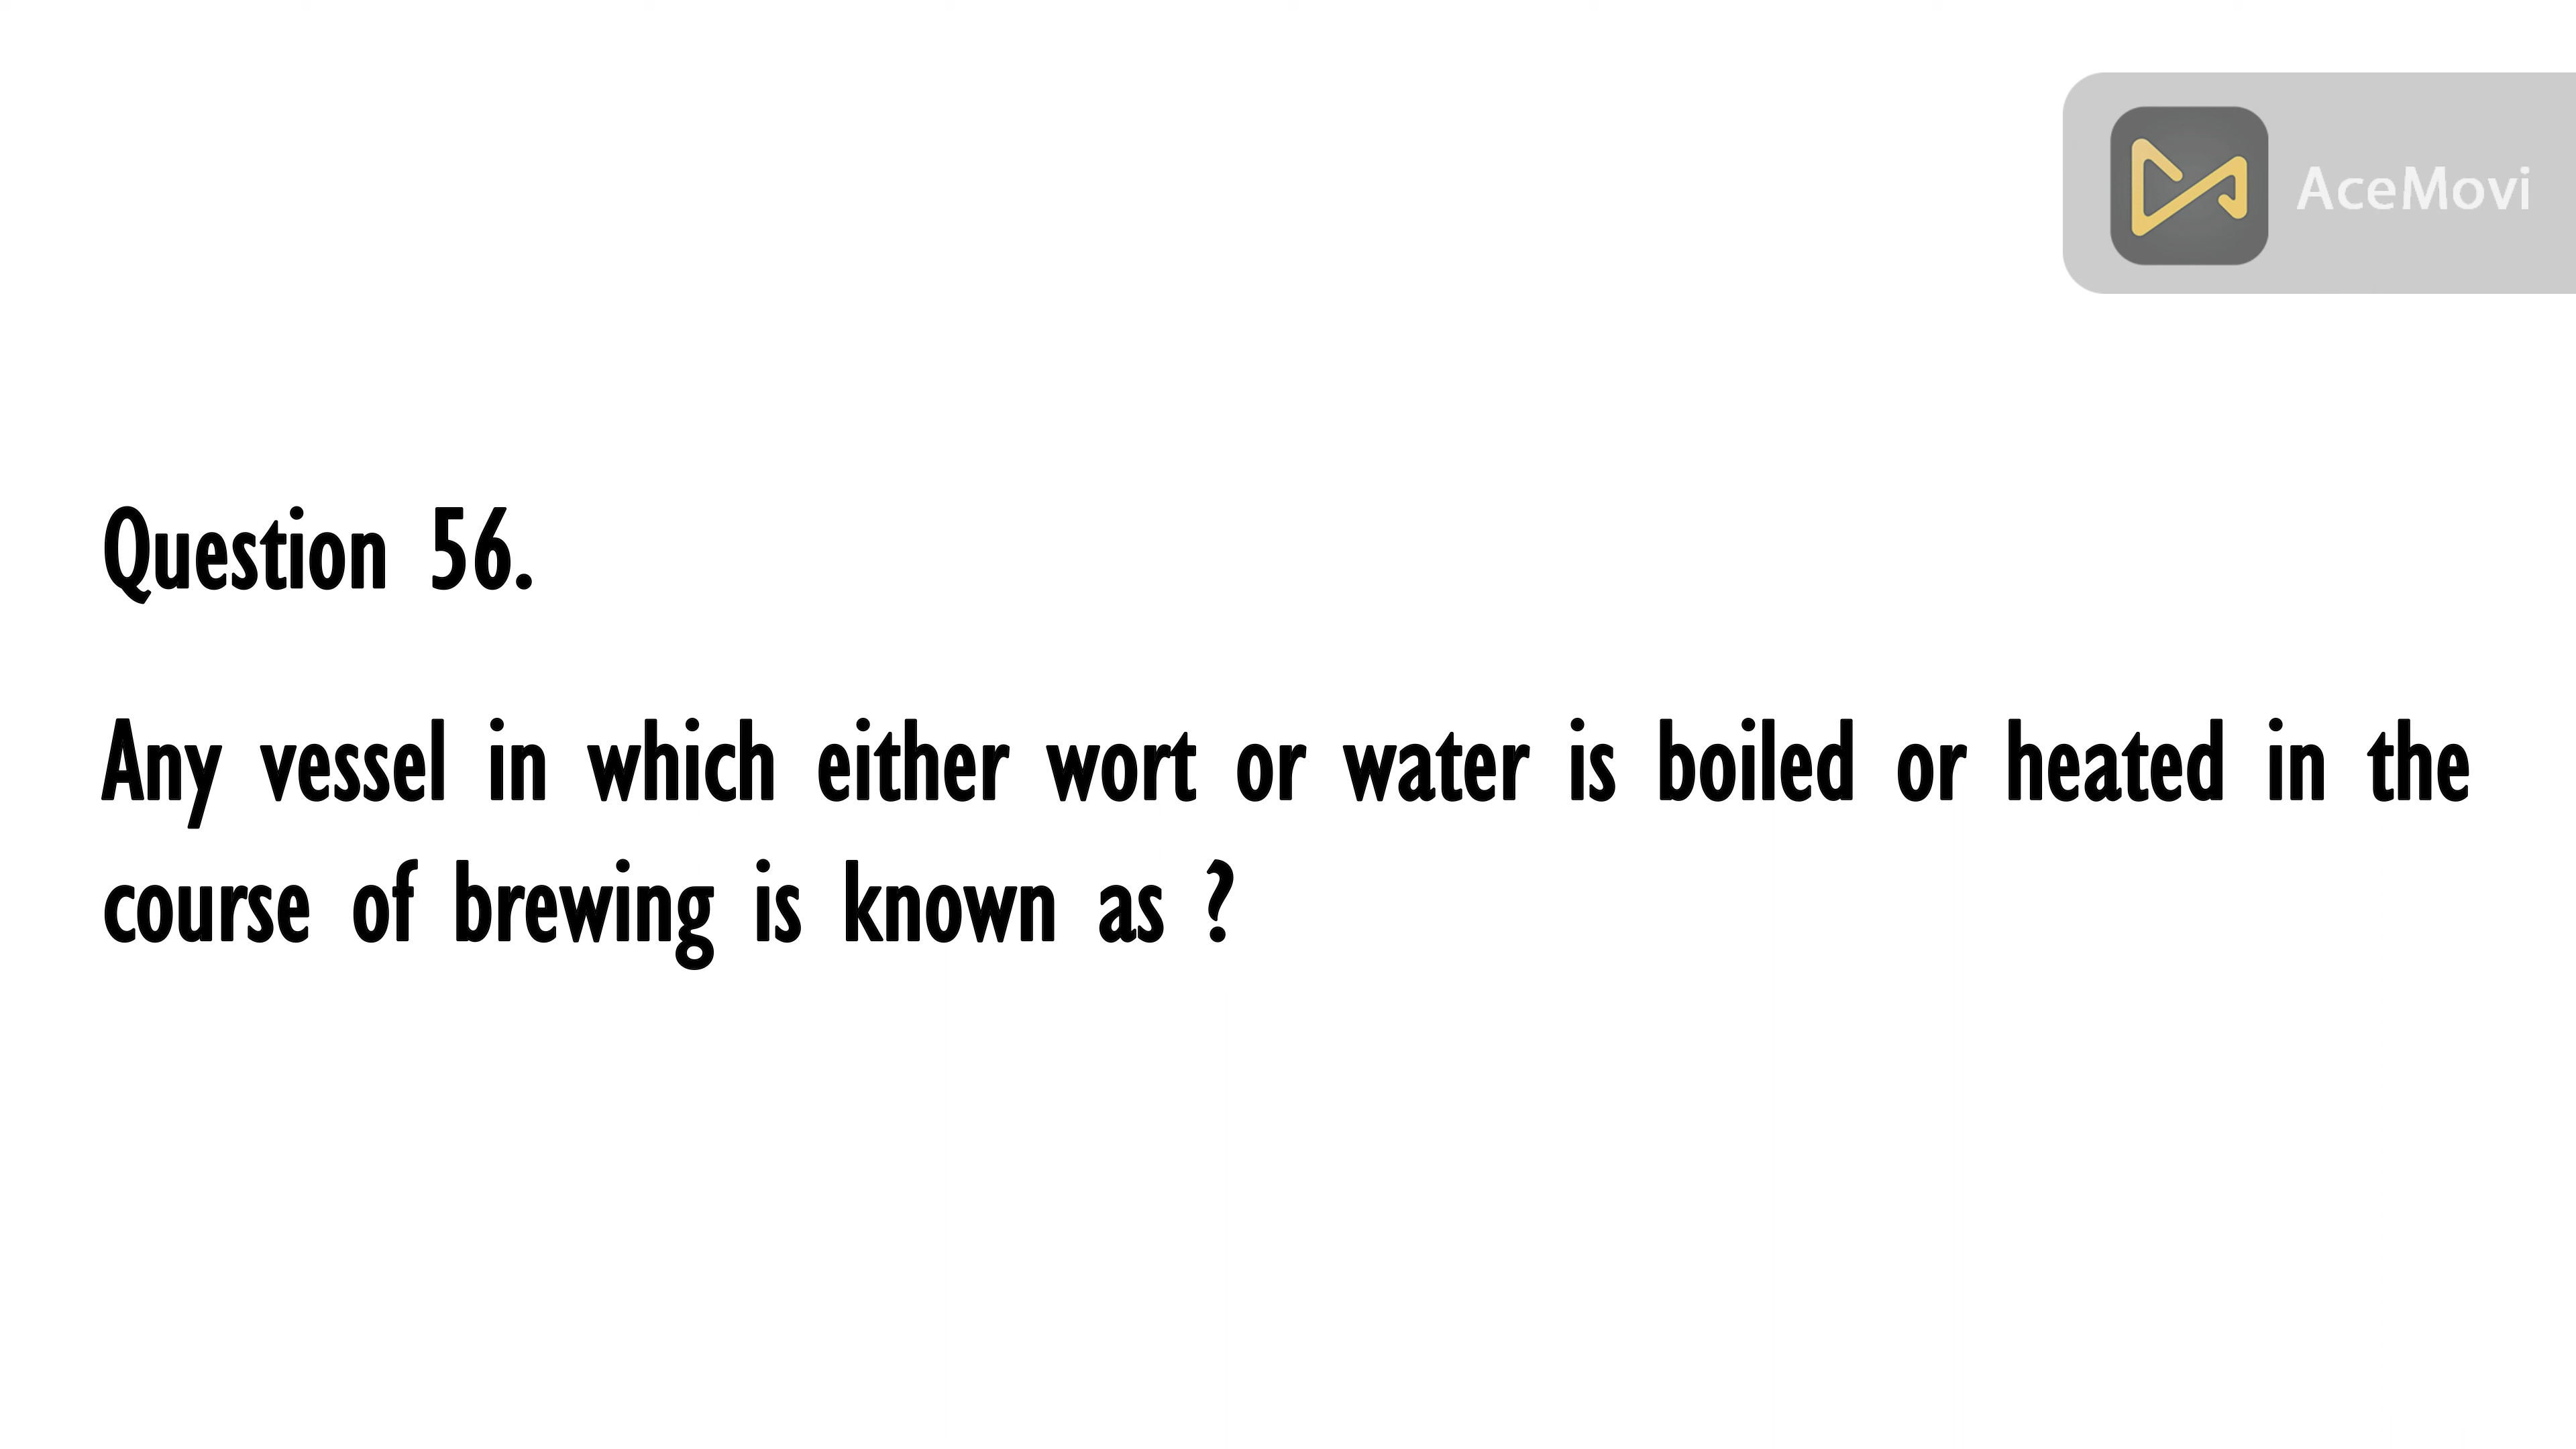 AceMovi
Question 56.
Any vessel in which either wort or water is boiled or heated in the
course of brewing is known as ?